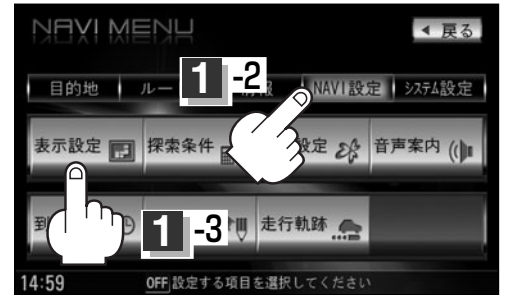 NAVI MENU
◀ 戻る
目的地 ルー 1-2 報 NAVI設定 システム設定
表示設定 探索条件 設定 音声案内
到 1-3 走行軌跡
14:59 OFF 設定する項目を選択してください